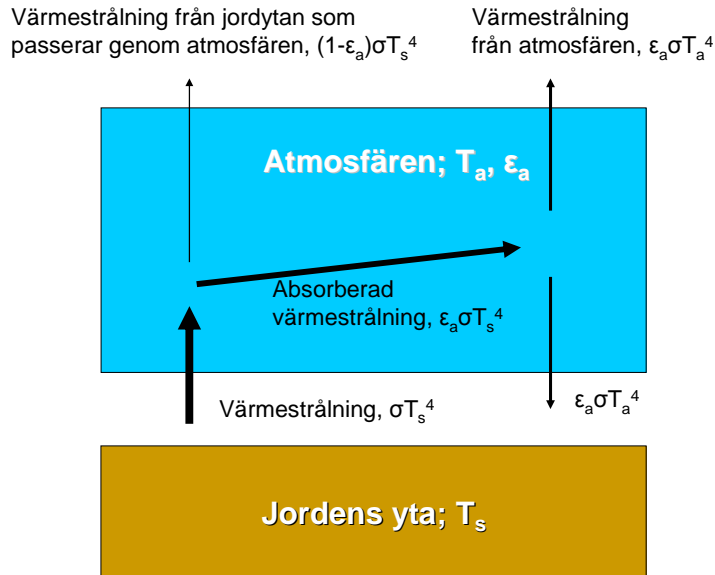 Värmestrålning från jordytan som
passerar genom atmosfären, (1-εₐ)σTₛ⁴
Värmestrålning
från atmosfären, εₐσTₐ⁴
Atmosfären; Tₐ, εₐ
Absorberad
värmestrålning, εₐσTₛ⁴
Värmestrålning, σTₛ⁴
εₐσTₐ⁴
Jordens yta; Tₛ